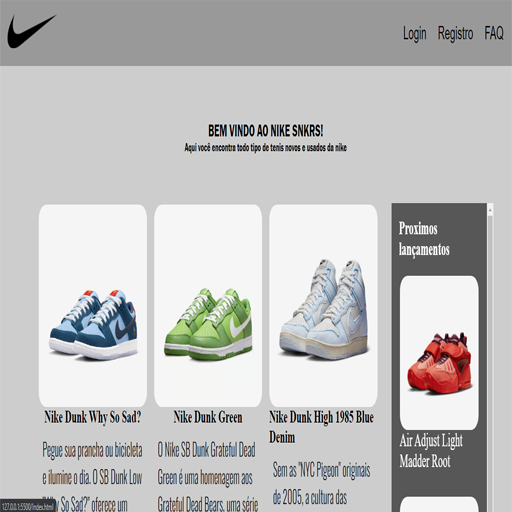 Login Registro FAQ
BEM VINDO AO NIKE SNKRS!
Aqui você encontra todo tipo de tenis novos e usados da nike
Proximos
lançamentos
Nike Dunk Why So Sad?
Pegue sua prancha ou bicicleta
e ilumine o dia. O SB Dunk Low
"Why So Sad?" oferece um
Nike Dunk Green
O Nike SB Dunk Grateful Dead
Green é uma homenagem aos
Grateful Dead Bears, uma série
Nike Dunk High 1985 Blue
Denim
Sem as "NYC Pigeon" originais
de 2005, a cultura das
Air Adjust Light
Madder Root
127.0.0.1:5500/index.html